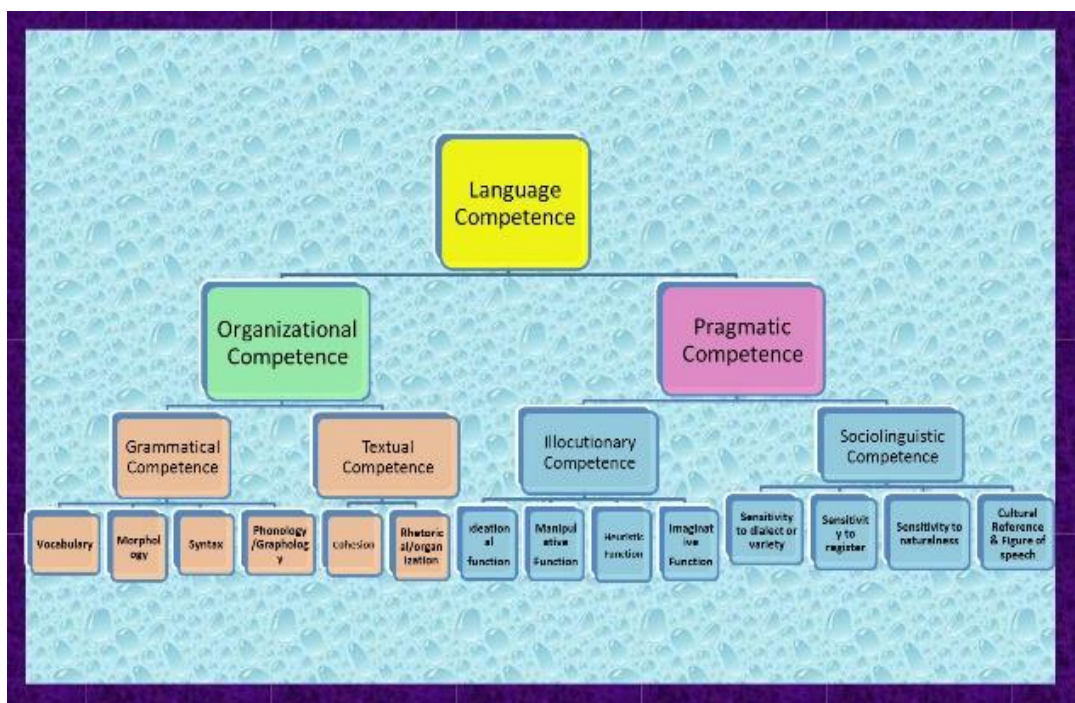 Language
Competence
Organizational
Competence
Pragmatic
Competence
Grammatical
Competence
Textual
Competence
Illocutionary
Competence
Sociolinguistic
Competence
Vocabulary
Morpholo
gy
Syntax
Phonology
/Grapholog
y
Cohesion
Rhetoric
al/organ
ization
Ideation
al
function
Manipul
ative
Function
Heuristic
Function
Imaginat
ive
Function
Sensitivity
to dialect or
variety
Sensitivit
y to
register
Sensitivity to
naturalness
Cultural
Reference
& Figure of
speech